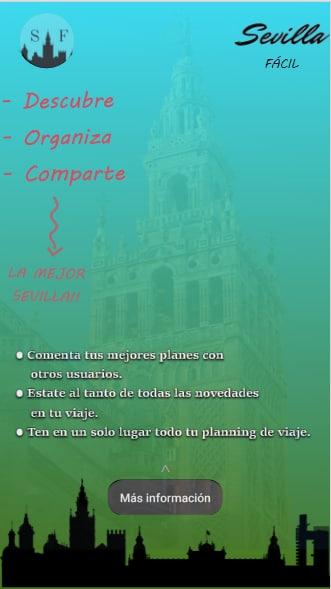 S F
Sevilla
FÁCIL
- Descubre
- Organiza
- Comparte
LA MEJOR
SEVILLA!!
• Comenta tus mejores planes con
otros usuarios.
• Estate al tanto de todas las novedades
en tu viaje.
• Ten en un solo lugar todo tu planning de viaje.
Más información